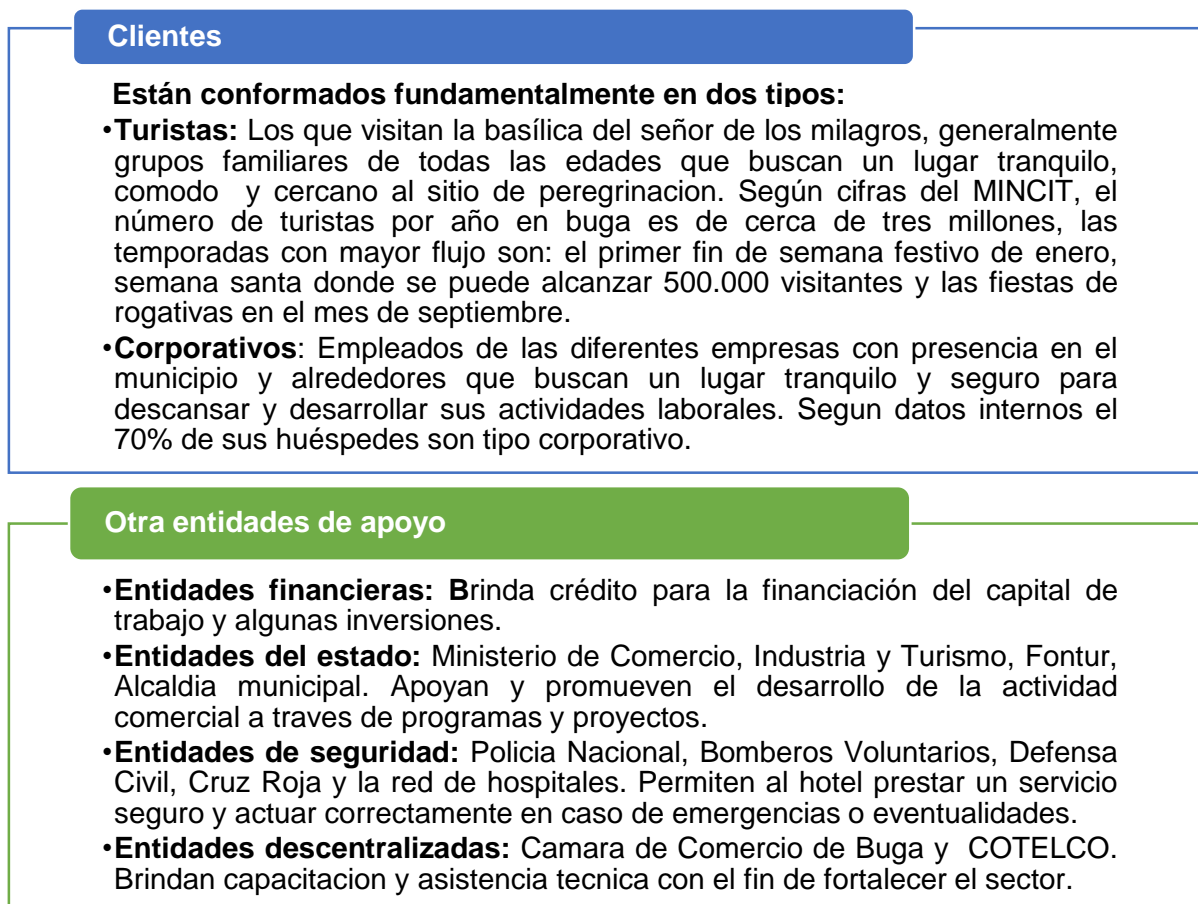 Clientes
Están conformados fundamentalmente en dos tipos:
•Turistas: Los que visitan la basílica del señor de los milagros, generalmente
grupos familiares de todas las edades que buscan un lugar tranquilo,
comodo y cercano al sitio de peregrinacion. Según cifras del MINCIT, el
número de turistas por año en buga es de cerca de tres millones, las
temporadas con mayor flujo son: el primer fin de semana festivo de enero,
semana santa donde se puede alcanzar 500.000 visitantes y las fiestas de
rogativas en el mes de septiembre.
•Corporativos: Empleados de las diferentes empresas con presencia en el
municipio y alrededores que buscan un lugar tranquilo y seguro para
descansar y desarrollar sus actividades laborales. Segun datos internos el
70% de sus huéspedes son tipo corporativo.
Otra entidades de apoyo
•Entidades financieras: Brinda crédito para la financiación del capital de
trabajo y algunas inversiones.
•Entidades del estado: Ministerio de Comercio, Industria y Turismo, Fontur,
Alcaldia municipal. Apoyan y promueven el desarrollo de la actividad
comercial a traves de programas y proyectos.
•Entidades de seguridad: Policia Nacional, Bomberos Voluntarios, Defensa
Civil, Cruz Roja y la red de hospitales. Permiten al hotel prestar un servicio
seguro y actuar correctamente en caso de emergencias o eventualidades.
•Entidades descentralizadas: Camara de Comercio de Buga y COTELCO.
Brindan capacitacion y asistencia tecnica con el fin de fortalecer el sector.